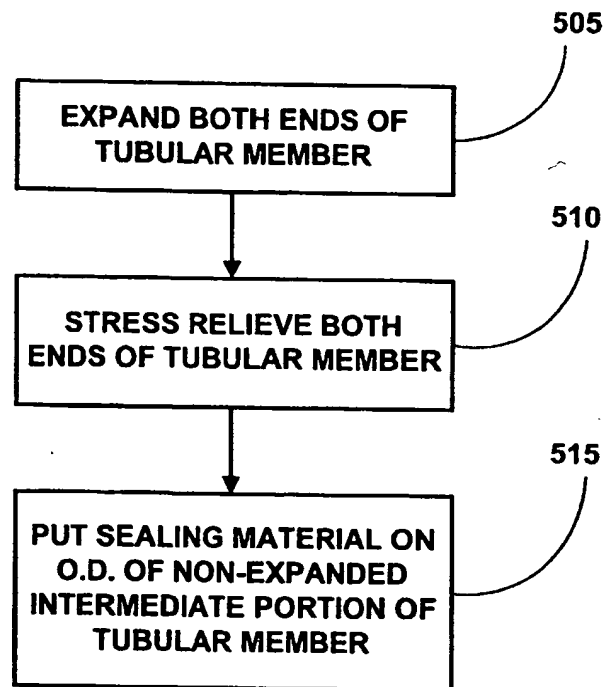 505
EXPAND BOTH ENDS OF
TUBULAR MEMBER
510
STRESS RELIEVE BOTH
ENDS OF TUBULAR MEMBER
515
PUT SEALING MATERIAL ON
O.D. OF NON-EXPANDED
INTERMEDIATE PORTION OF
TUBULAR MEMBER